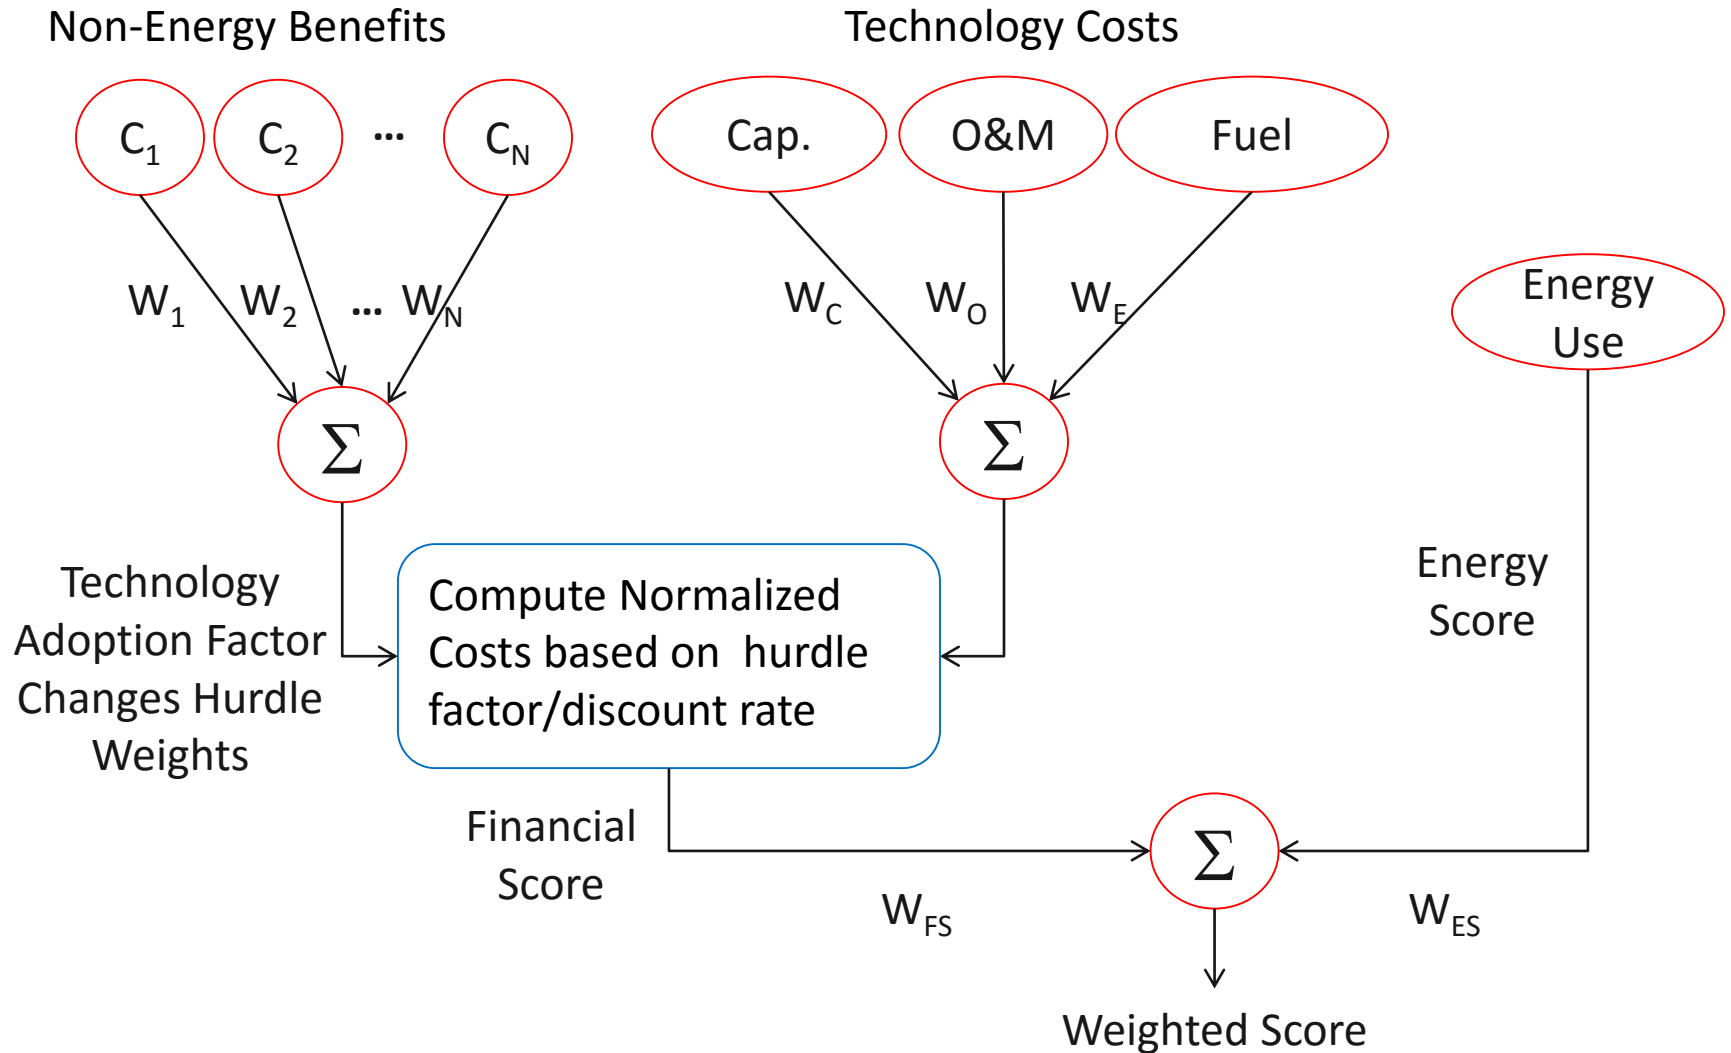 Non-Energy Benefits
Technology Costs
C1 C2 ... CN
Cap. O&M Fuel
W1 W2 ... WN
WC WO WE
Energy
Use
Σ
Σ
Technology
Adoption Factor
Changes Hurdle
Weights
Compute Normalized
Costs based on hurdle
factor/discount rate
Energy
Score
Financial
Score
Σ
WFS
WES
Weighted Score